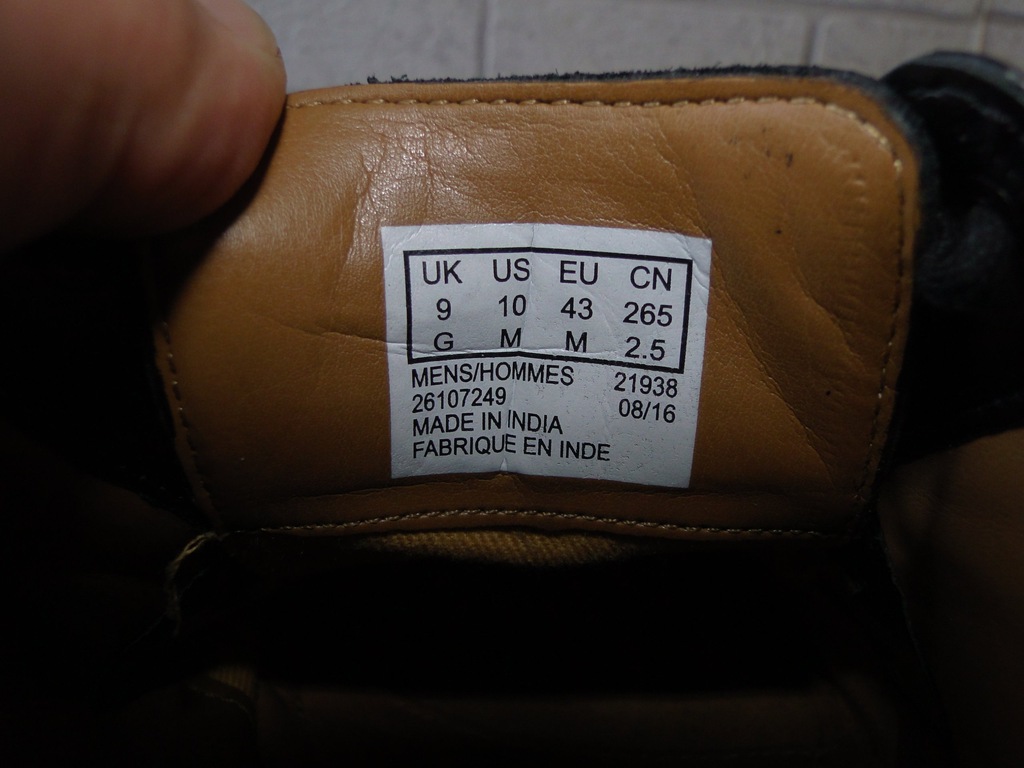 UK US EU CN
9 10 43 265
G M M 2.5
MENS/HOMMES 21938
26107249 08/16
MADE IN INDIA
FABRIQUE EN INDE